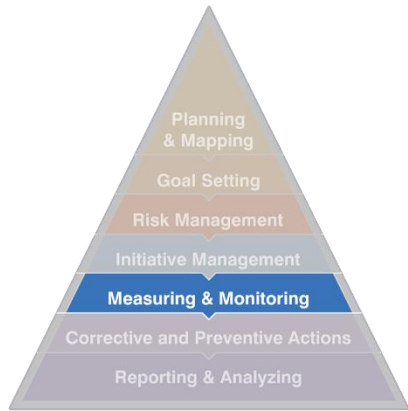 Planning
& Mapping
Goal Setting
Risk Management
Initiative Management
Measuring & Monitoring
Corrective and Preventive Actions
Reporting & Analyzing